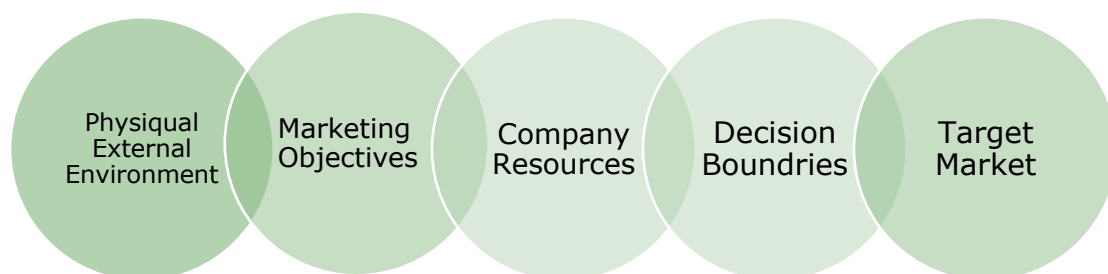 Physiqual
External
Environment
Marketing
Objectives
Company
Resources
Decision
Boundries
Target
Market